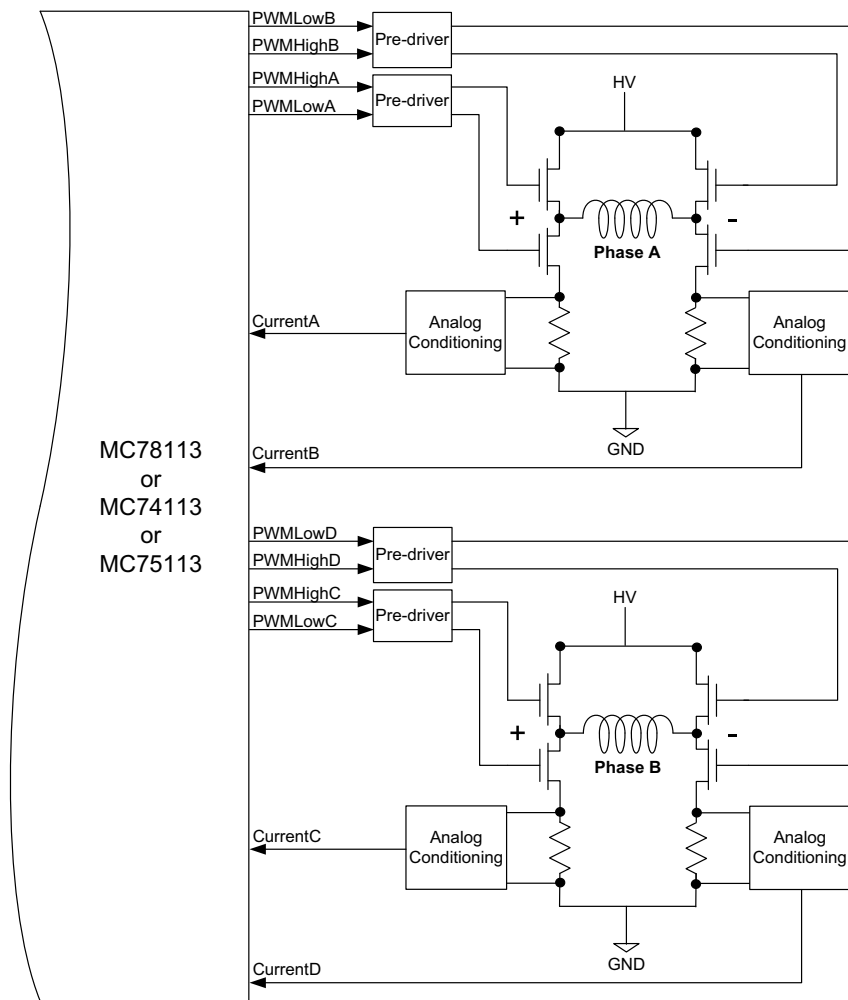 PWMLowB
PWMHighB
Pre-driver
PWMHighA
PWMLowA
Pre-driver
HV
+
-
Phase A
CurrentA
Analog
Conditioning
Analog
Conditioning
GND
CurrentB
MC78113
or
MC74113
or
MC75113
PWMLowD
PWMHighD
Pre-driver
PWMHighC
PWMLowC
Pre-driver
HV
+
-
Phase B
CurrentC
Analog
Conditioning
Analog
Conditioning
GND
CurrentD